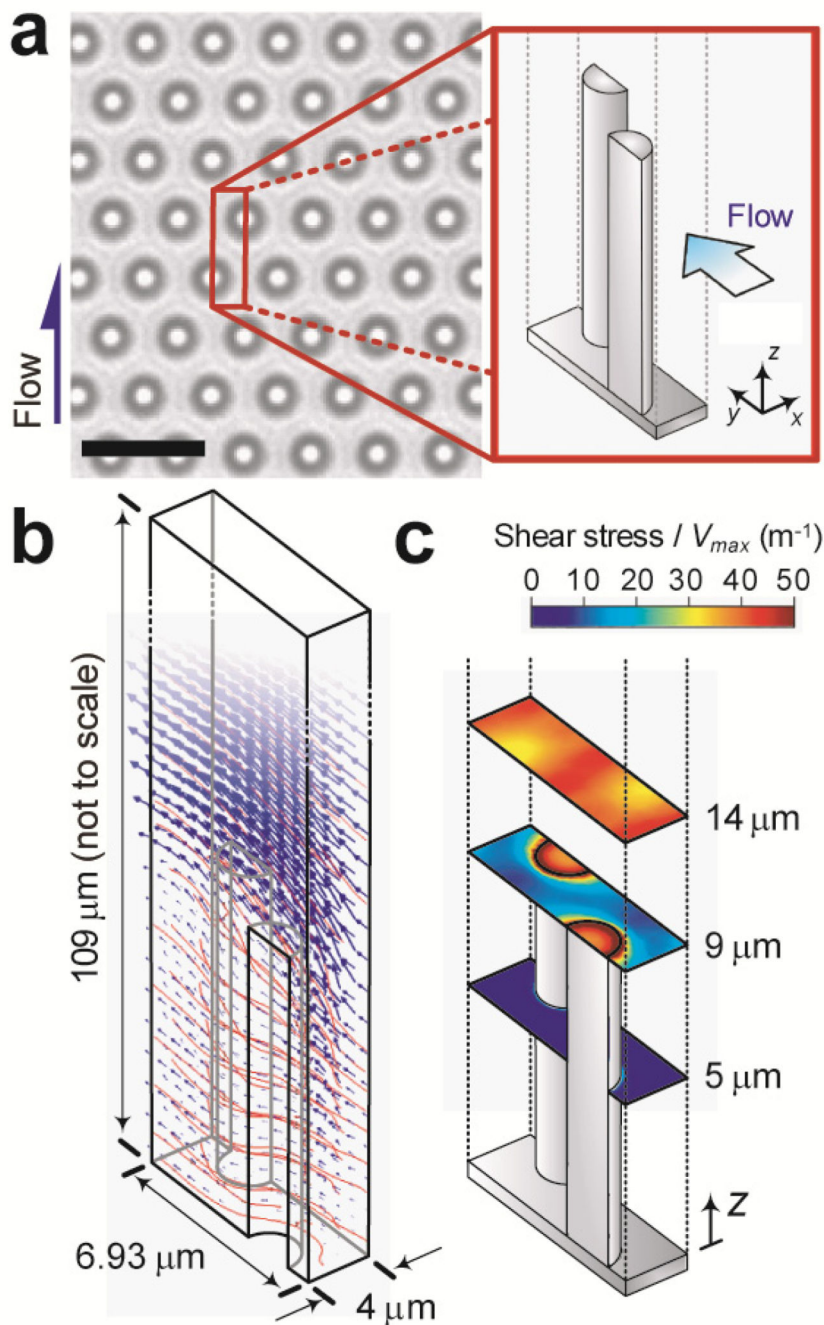 a
Flow
Flow
z
y
x
b
109 μm (not to scale)
6.93 μm
4 μm
c
Shear stress / Vmax (m⁻¹)
0 10 20 30 40 50
14 μm
9 μm
5 μm
z